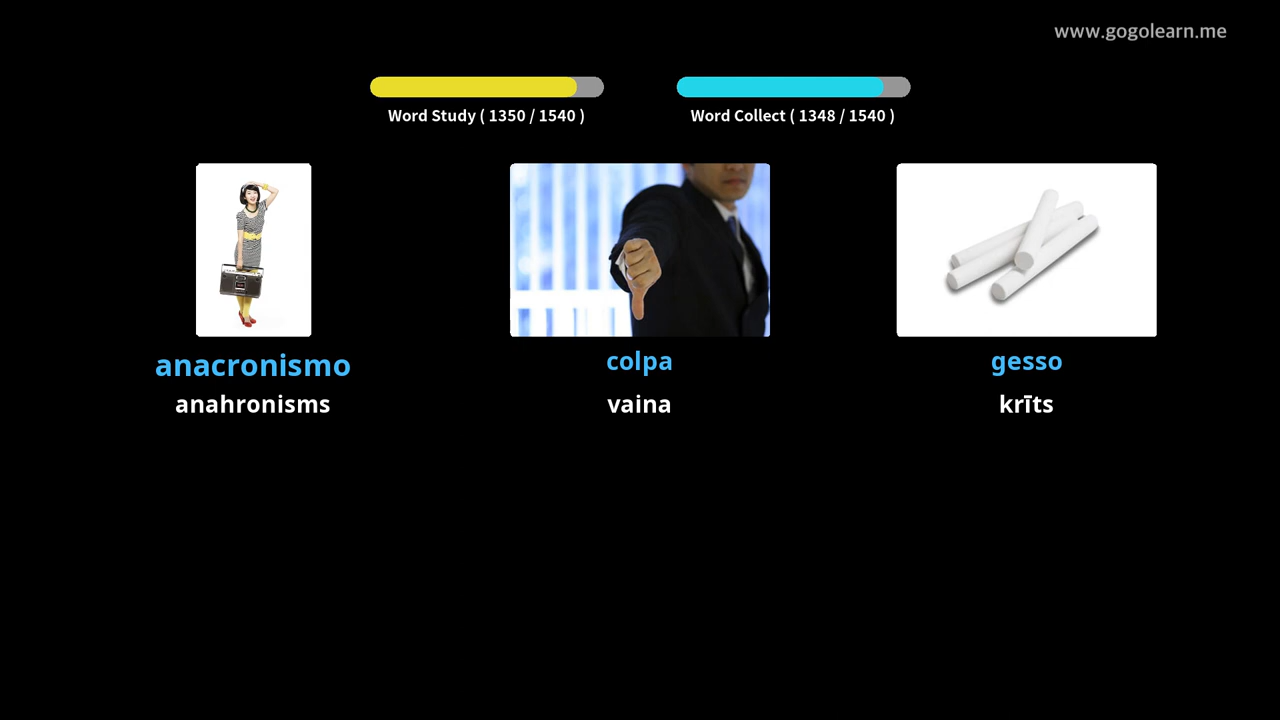 www.gogolearn.me
Word Study ( 1350 / 1540 )
Word Collect ( 1348 / 1540 )
anacronismo
anahronisms
colpa
vaina
gesso
krīts